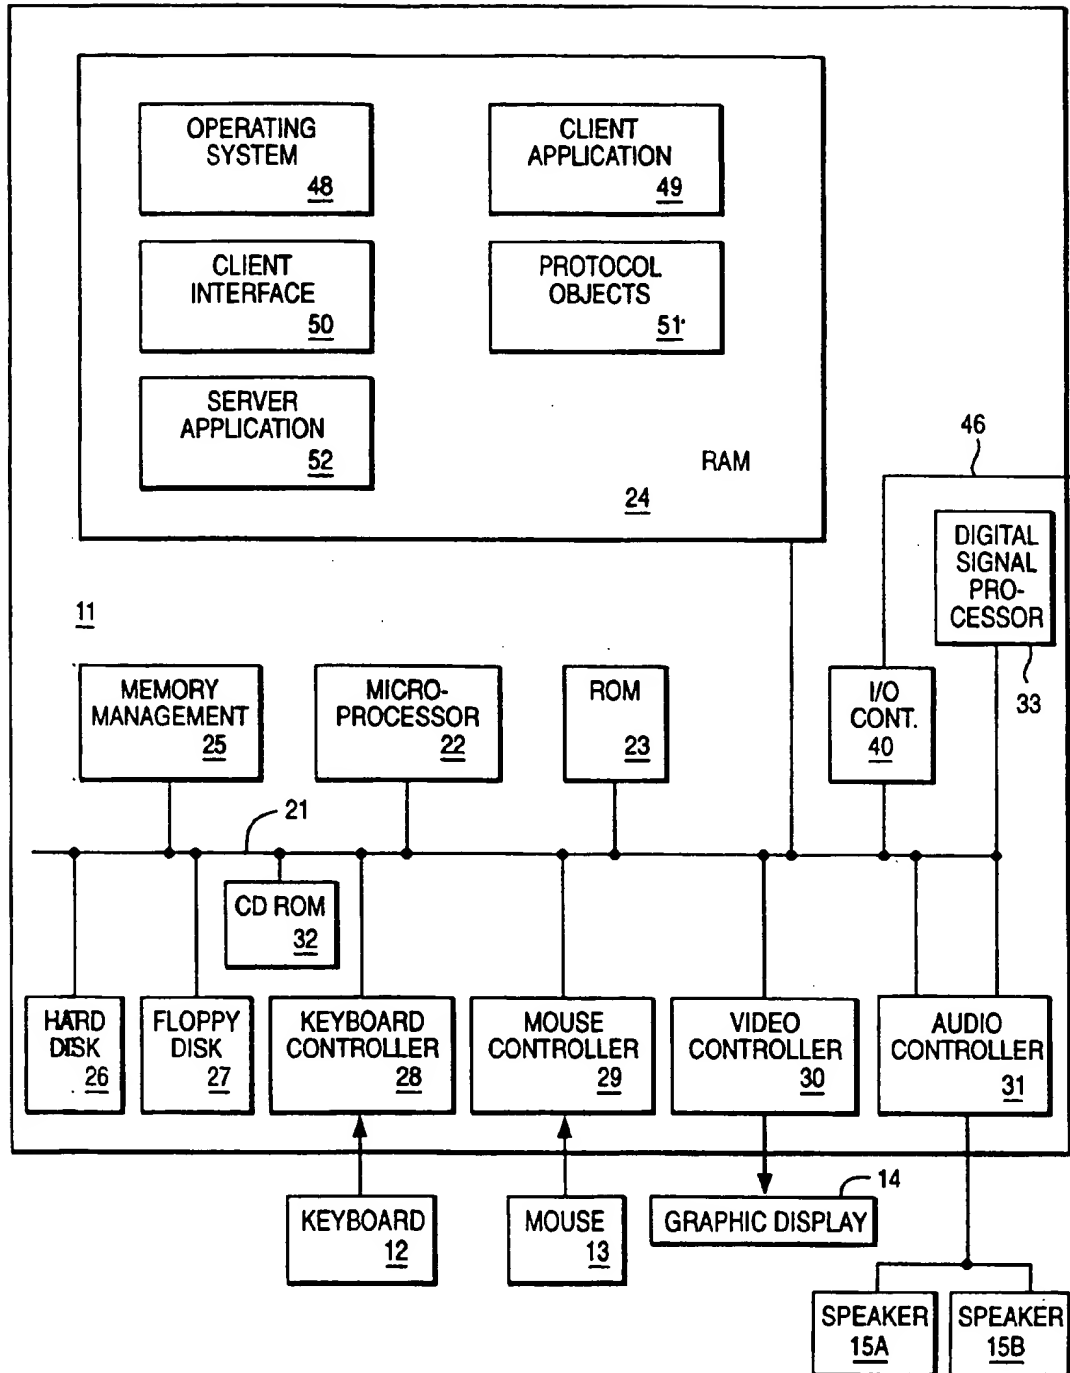 OPERATING
SYSTEM
48
CLIENT
APPLICATION
49
CLIENT
INTERFACE
50
PROTOCOL
OBJECTS
51
SERVER
APPLICATION
52
RAM
24
46
DIGITAL
SIGNAL
PRO-
CESSOR
33
11
MEMORY
MANAGEMENT
25
MICRO-
PROCESSOR
22
ROM
23
I/O
CONT.
40
21
CD ROM
32
HARD
DISK
26
FLOPPY
DISK
27
KEYBOARD
CONTROLLER
28
MOUSE
CONTROLLER
29
VIDEO
CONTROLLER
30
AUDIO
CONTROLLER
31
KEYBOARD
12
MOUSE
13
14
GRAPHIC DISPLAY
SPEAKER
15A
SPEAKER
15B